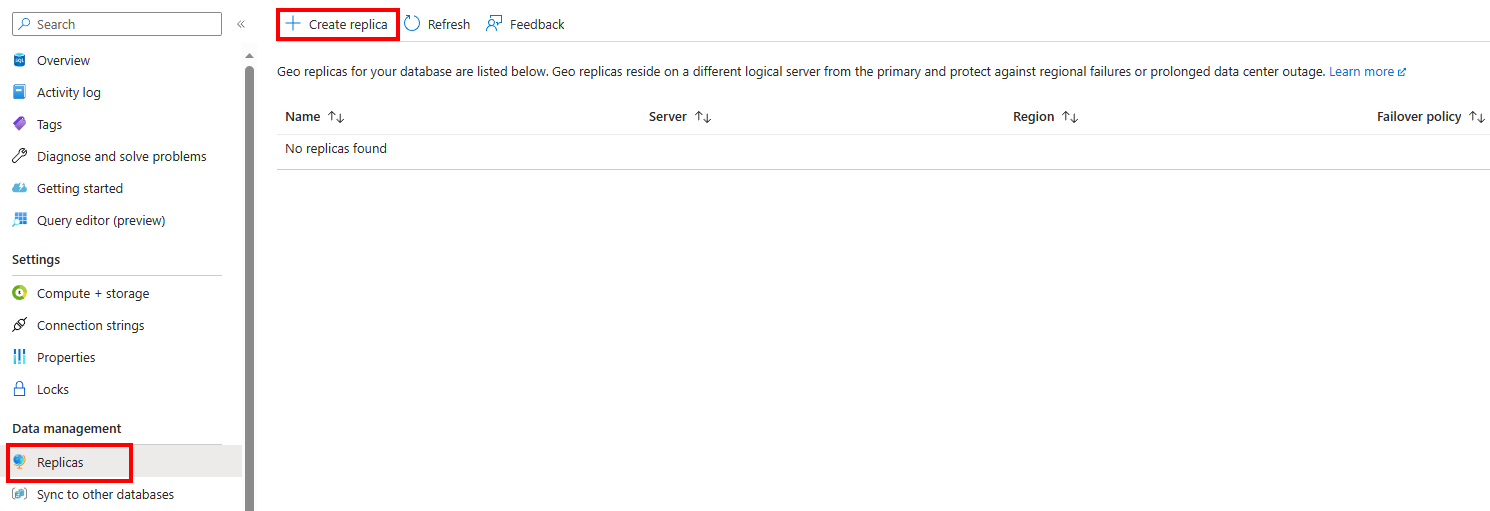 Search
Overview
Activity log
Tags
Diagnose and solve problems
Getting started
Query editor (preview)
Settings
Compute + storage
Connection strings
Properties
Locks
Data management
Replicas
Sync to other databases
Create replica Refresh Feedback
Geo replicas for your database are listed below. Geo replicas reside on a different logical server from the primary and protect against regional failures or prolonged data center outage. Learn more
Name Server Region Failover policy
No replicas found